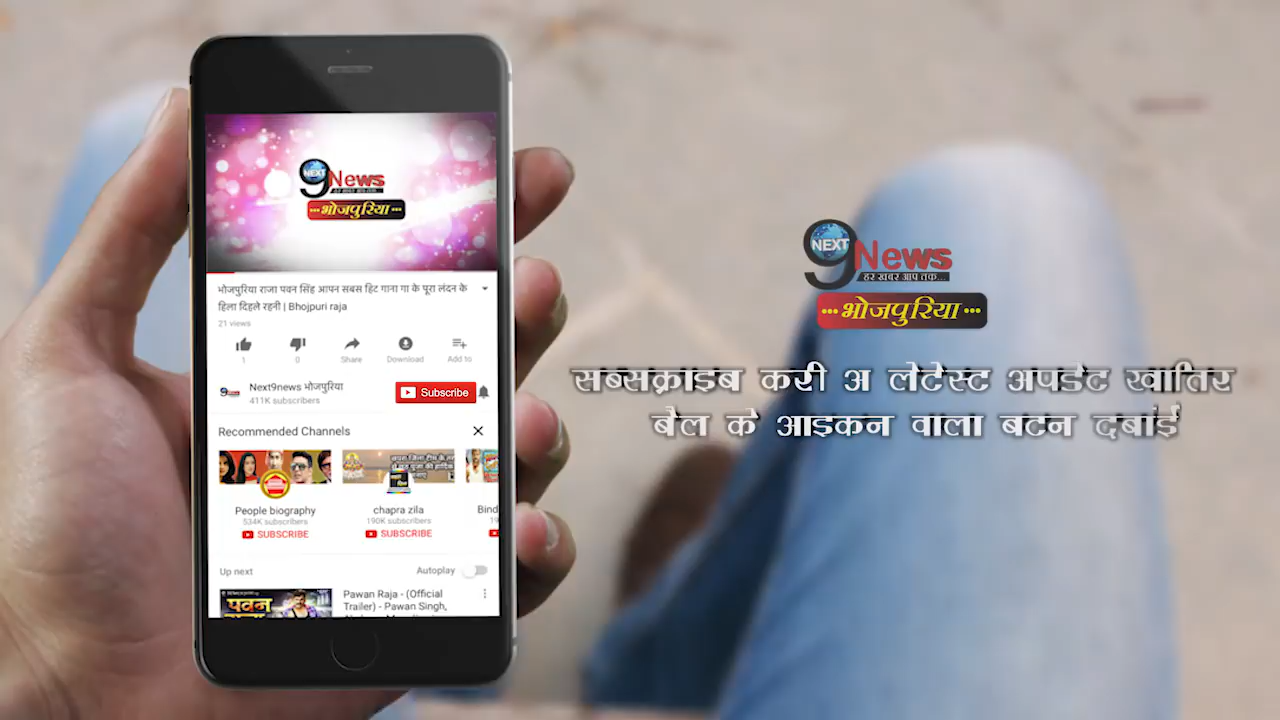 NEXT
9 News
हर खबर आप तक...
भोजपुरिया
भोजपुरिया राजा पवन सिंह आपन सबस हिट गाना गा के पूरा लंदन के
हिला दिहले रहनी | Bhojpuri raja
21 views
1
0
Share
Download
Add to
Next9news भोजपुरिया
411K subscribers
Subscribe
Recommended Channels
People biography
534K subscribers
SUBSCRIBE
chapra zila
190K subscribers
SUBSCRIBE
Bind
19
Up next
Autoplay
पवन
Pawan Raja - (Official
Trailer) - Pawan Singh,
NEXT
9 News
हर खबर आप तक...
भोजपुरिया
सब्सक्राइब करी अ लेटेस्ट अपडेट खातिर
बेल के आइकन वाला बटन दबांई